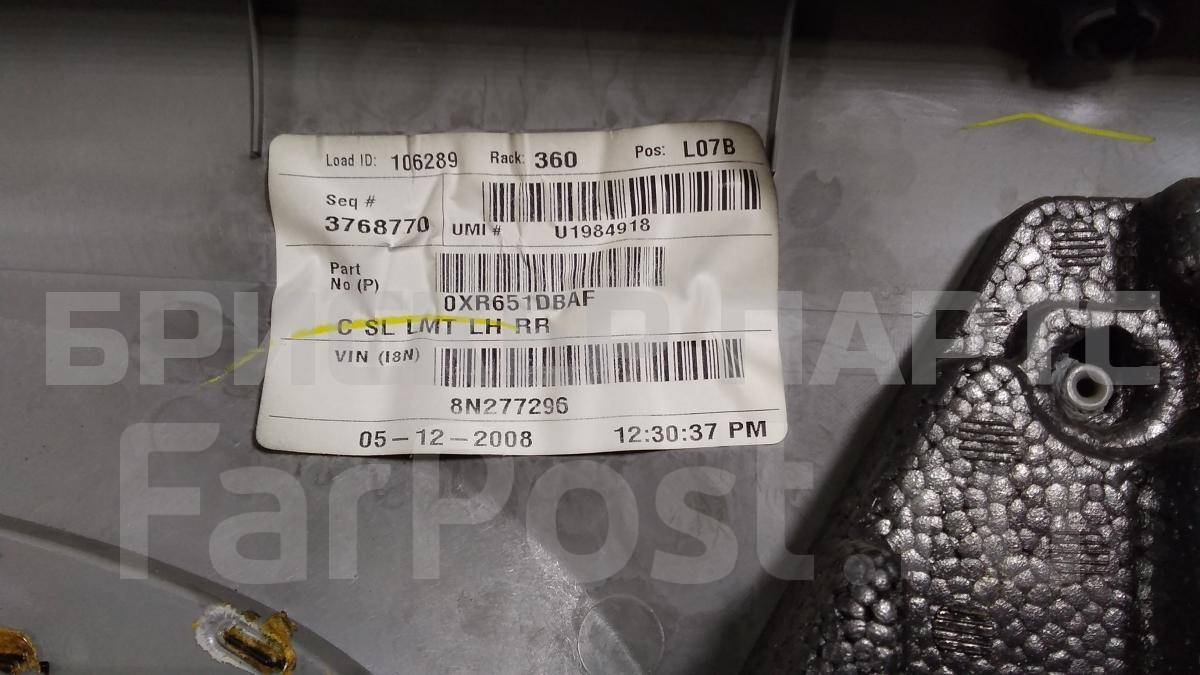 Load ID: 106289 Rack: 360 Pos: L07B
Seq #
3768770 UMI # U1984918
Part
No (P)
0XR651DBAF
C SL LMT LH RR
VIN (I8N)
8N277296
05-12-2008 12:30:37 PM
FarPost.